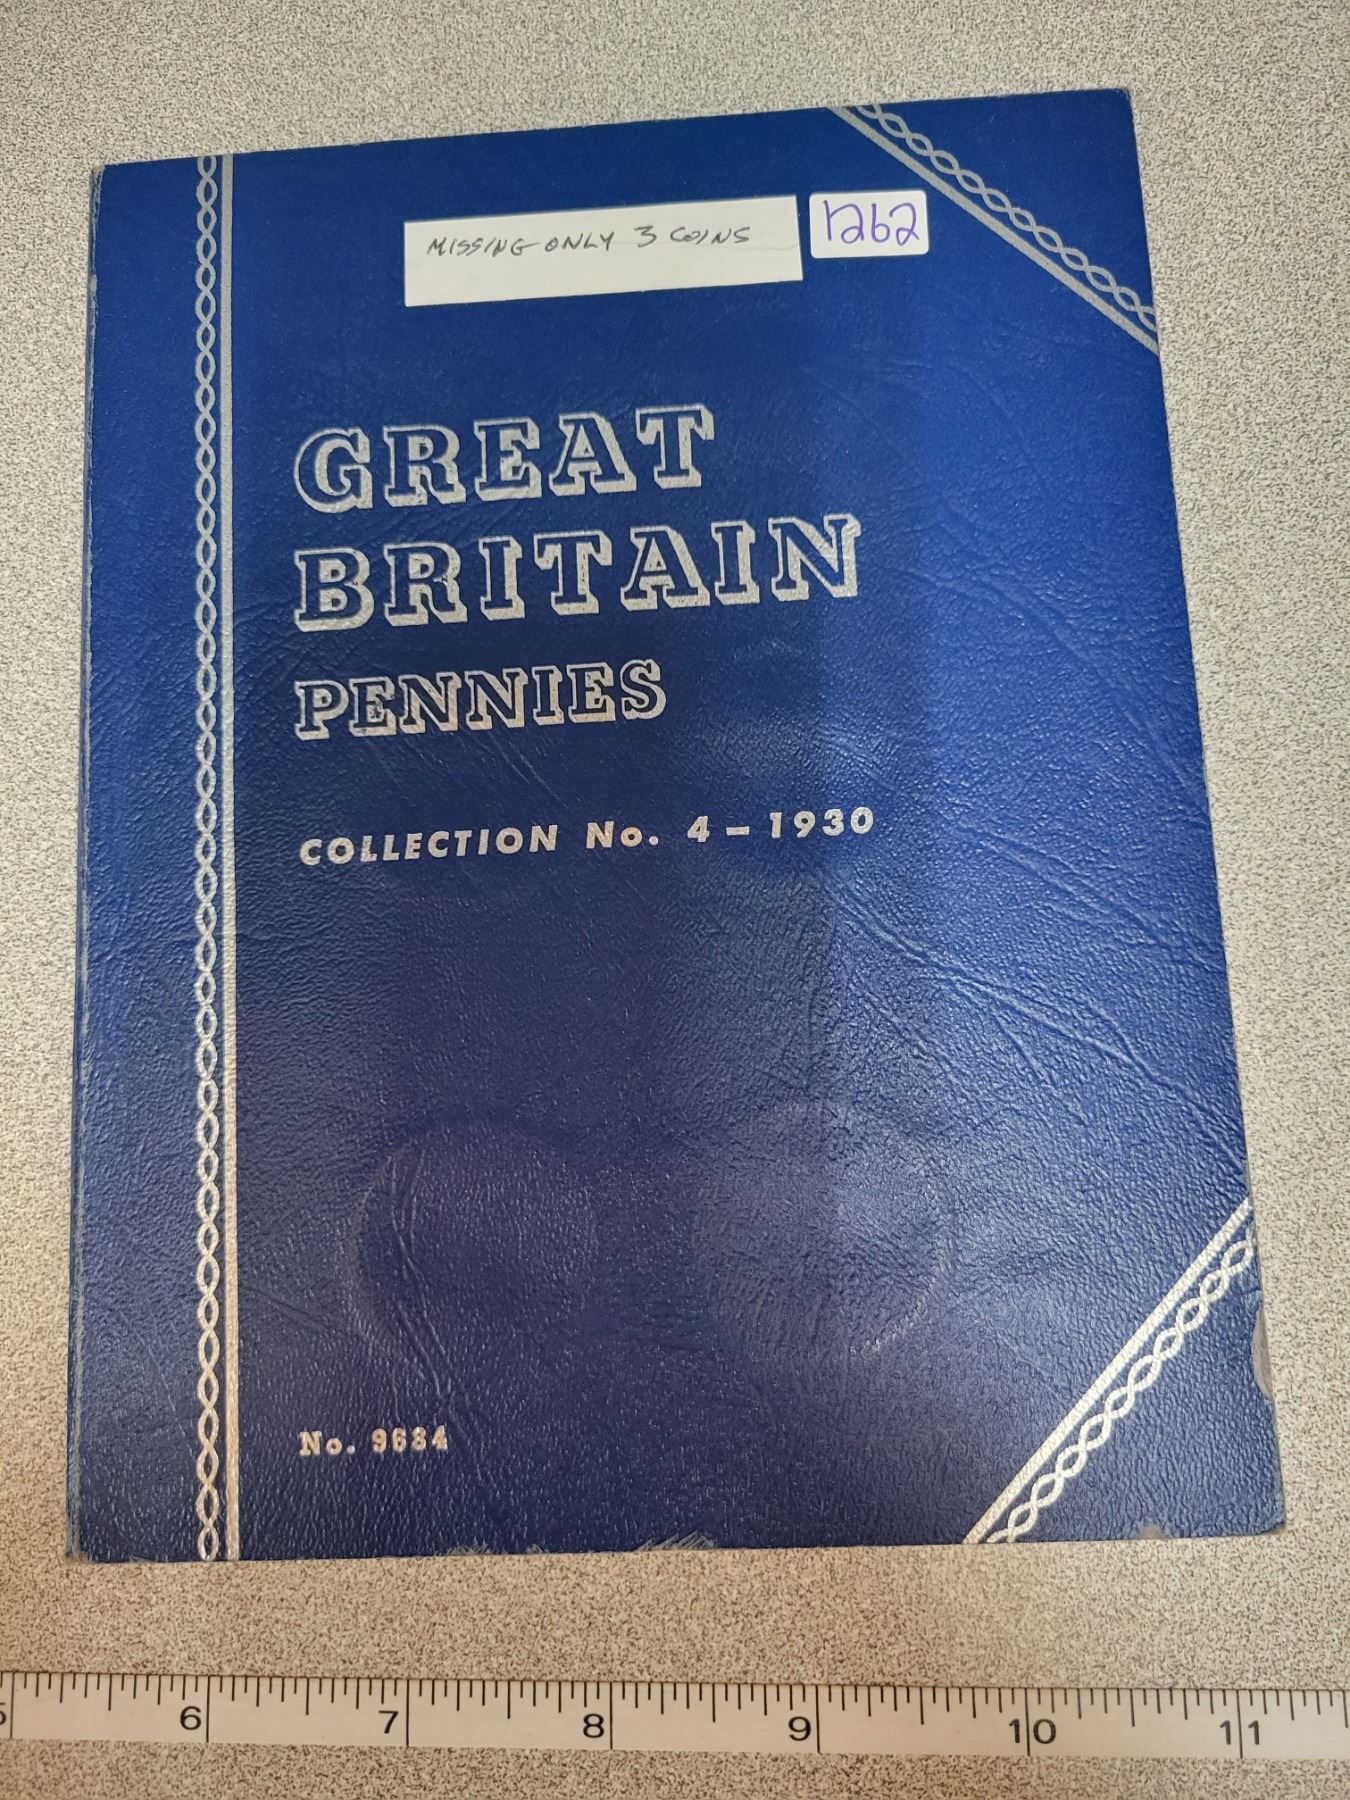 MISSING ONLY 3 COINS
1262
GREAT
BRITAIN
PENNIES
COLLECTION No. 4 – 1930
No. 9684
6 7 8 9 10 11